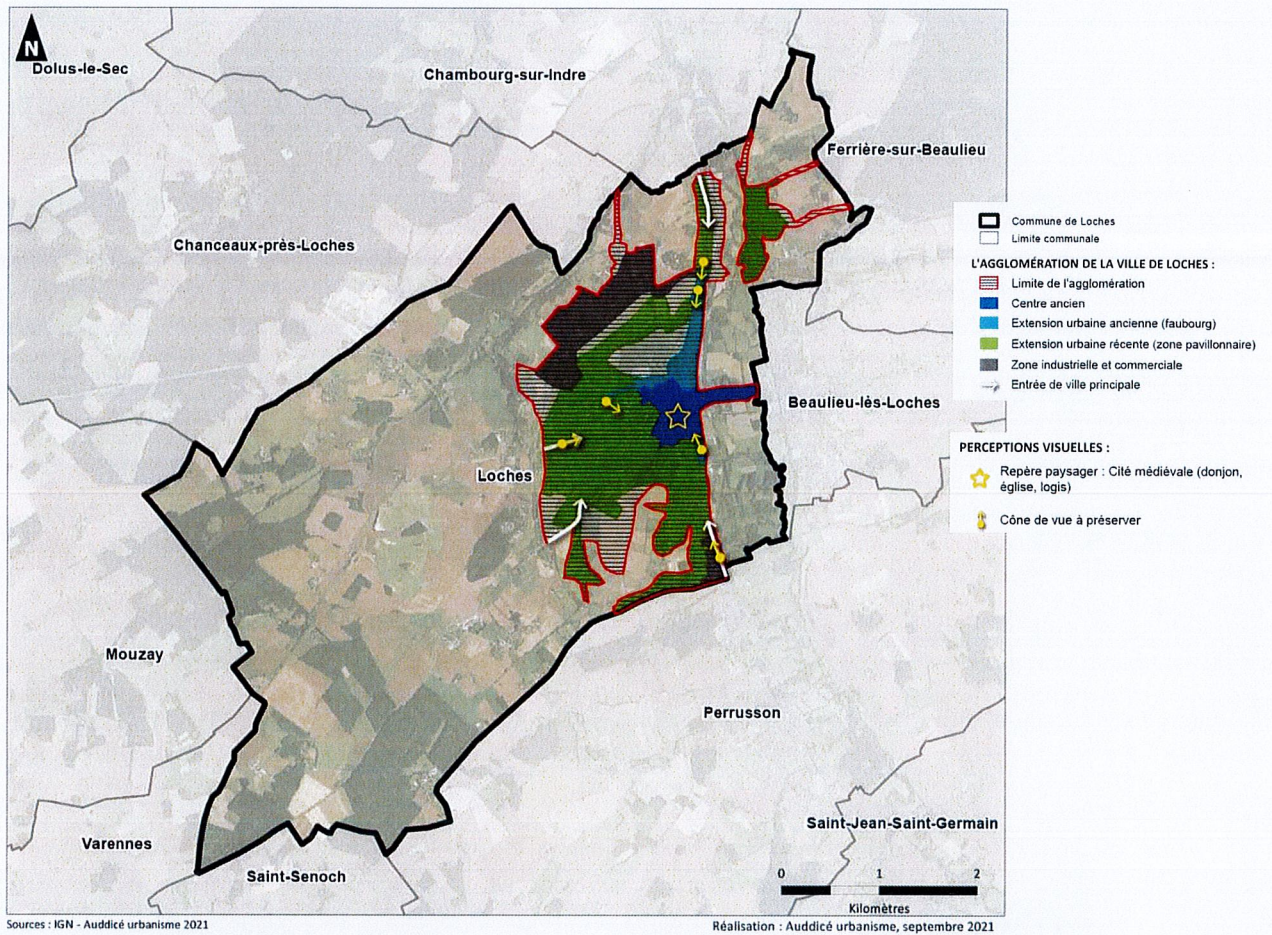 N
Dolus-le-Sec
Chambourg-sur-Indre
Ferrière-sur-Beaulieu
Chanceaux-près-Loches
Beaulieu-lès-Loches
Loches
Mouzay
Perrusson
Varennes
Saint-Senoch
Saint-Jean-Saint-Germain
0 1 2
Kilomètres
Commune de Loches
Limite communale
L'AGGLOMÉRATION DE LA VILLE DE LOCHES :
Limite de l'agglomération
Centre ancien
Extension urbaine ancienne (faubourg)
Extension urbaine récente (zone pavillonnaire)
Zone industrielle et commerciale
Entrée de ville principale
PERCEPTIONS VISUELLES :
Repère paysager : Cité médiévale (donjon,
église, logis)
Cône de vue à préserver
Sources : IGN - Auddicé urbanisme 2021
Réalisation : Auddicé urbanisme, septembre 2021